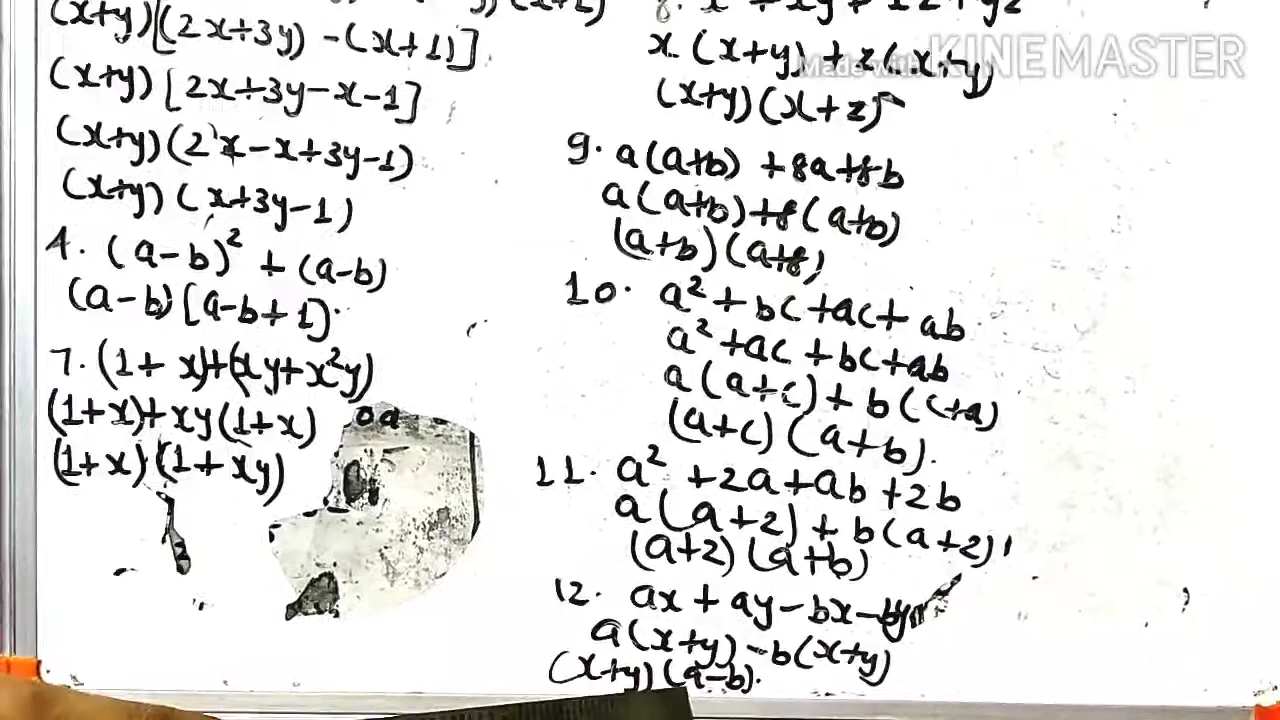 (x+y)[(2x+3y) -(x+1)]
(x+y) [2x+3y-x-1]
(x+y) (2x-x+3y-1)
(x+y) (x+3y-1)
4. (a-b)² + (a-b)
(a-b) [a-b+1].
7. (1+ x)+(xy+x²y)
(1+x)+xy(1+x)
(1+x) (1+xy)
x.(x+y) + z(x+y)
(x+y)(x+z)
9. a(a+b) +8a+8b
a(a+b)+8(a+b)
(a+b)(a+8)
10. a²+bc+ac+ab
a²+ac+bc+ab
a(a+c)+b(c+a)
(a+c) (a+b).
11. a²+2a+ab+2b
a(a+2)+b(a+2)
(a+2) (a+b)
12. ax+ay-bx-by
a(x+y)-b(x+y)
(x+y)(a-b).
Made with KINEMASTER